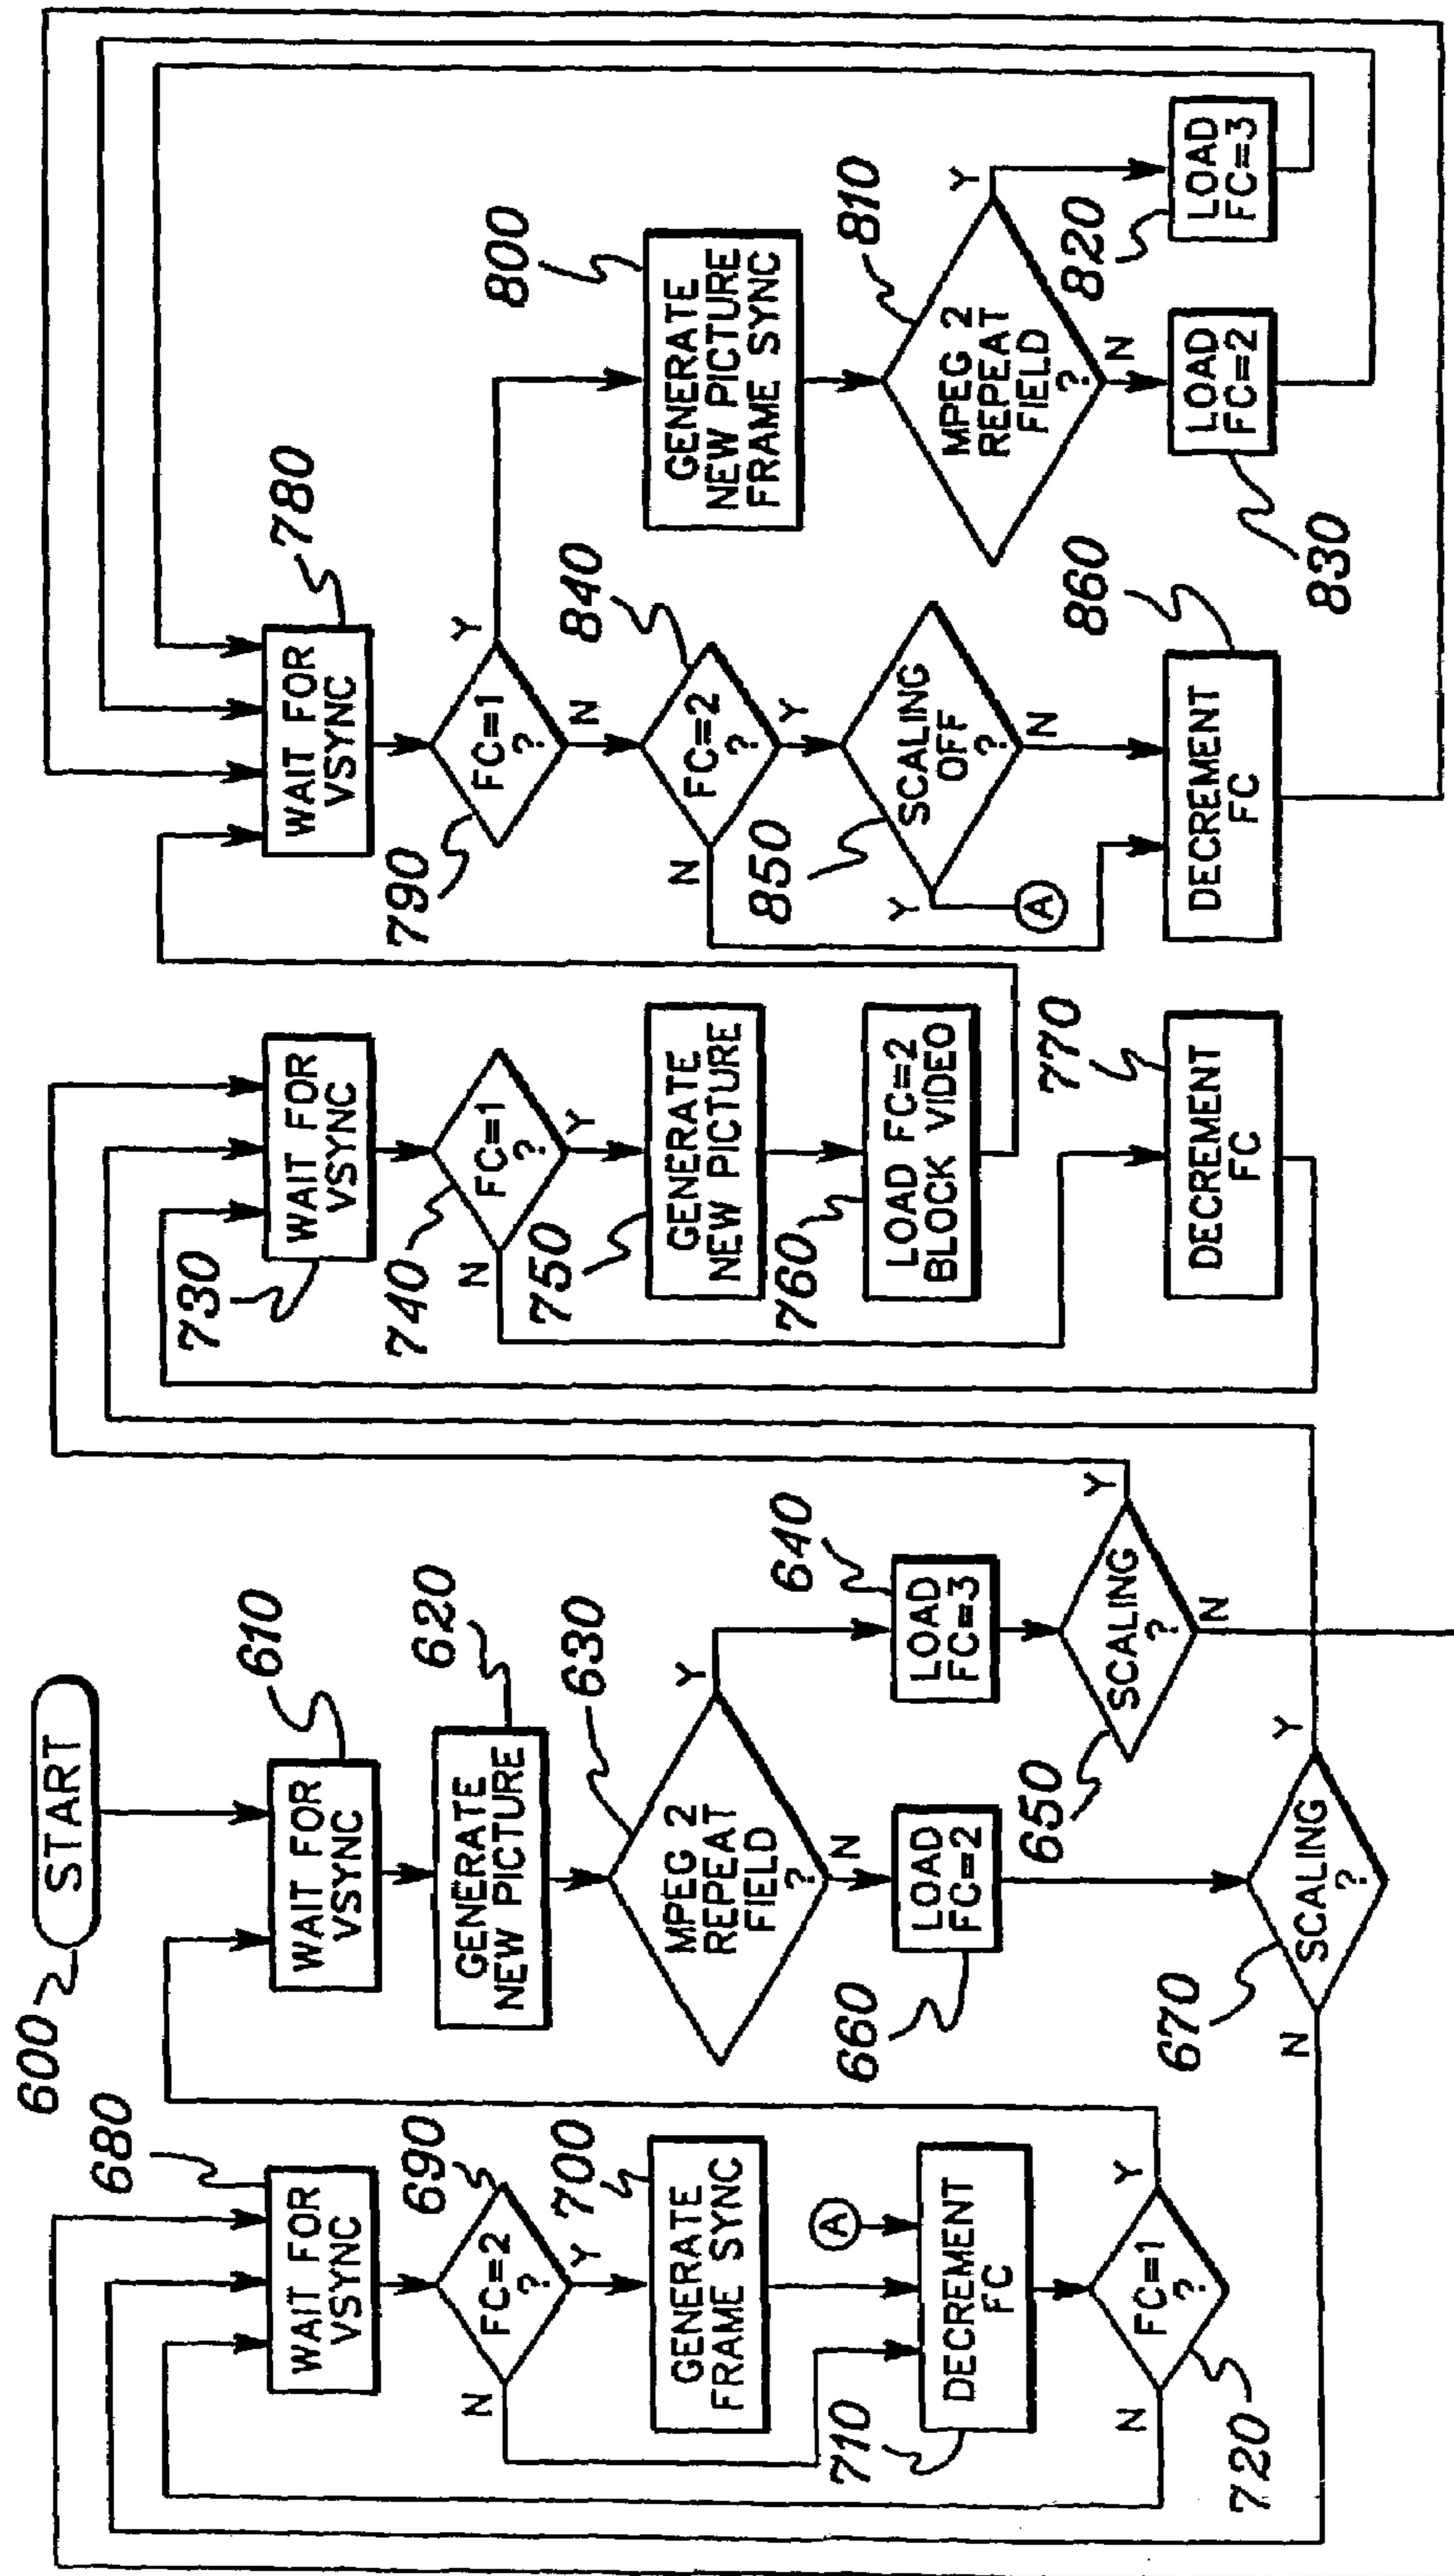 600
START
680
WAIT FOR
VSYNC
690
FC=2
?
N
Y
700
GENERATE
FRAME SYNC
A
710
DECREMENT
FC
720
FC=1
?
N
Y
610
WAIT FOR
VSYNC
620
GENERATE
NEW PICTURE
630
MPEG 2
REPEAT
FIELD
?
Y
N
640
LOAD
FC=3
650
SCALING
?
Y
N
660
LOAD
FC=2
670
SCALING
?
Y
N
730
WAIT FOR
VSYNC
740
FC=1
?
N
Y
750
GENERATE
NEW PICTURE
760
LOAD FC=2
BLOCK VIDEO
770
DECREMENT
FC
780
WAIT FOR
VSYNC
790
FC=1
?
Y
N
840
FC=2
?
N
Y
850
SCALING
OFF
?
Y
N
A
860
DECREMENT
FC
800
GENERATE
NEW PICTURE
FRAME SYNC
810
MPEG 2
REPEAT
FIELD
?
Y
N
820
LOAD
FC=3
830
LOAD
FC=2